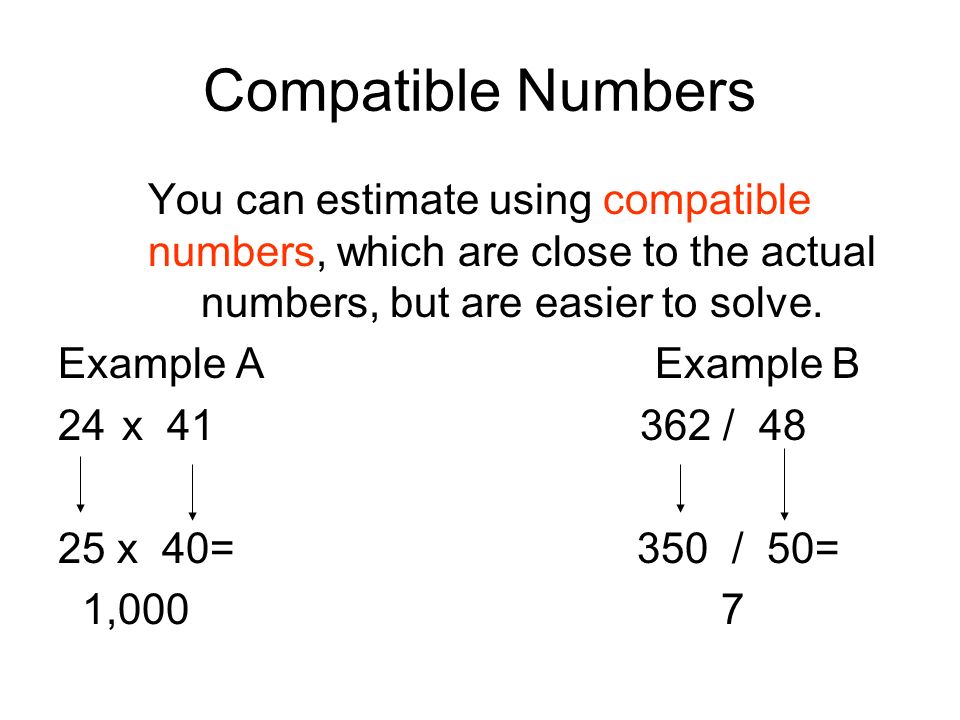 Compatible Numbers
You can estimate using compatible
numbers, which are close to the actual
numbers, but are easier to solve.
Example A Example B
24 x 41 362 / 48
25 x 40= 350 / 50=
1,000 7